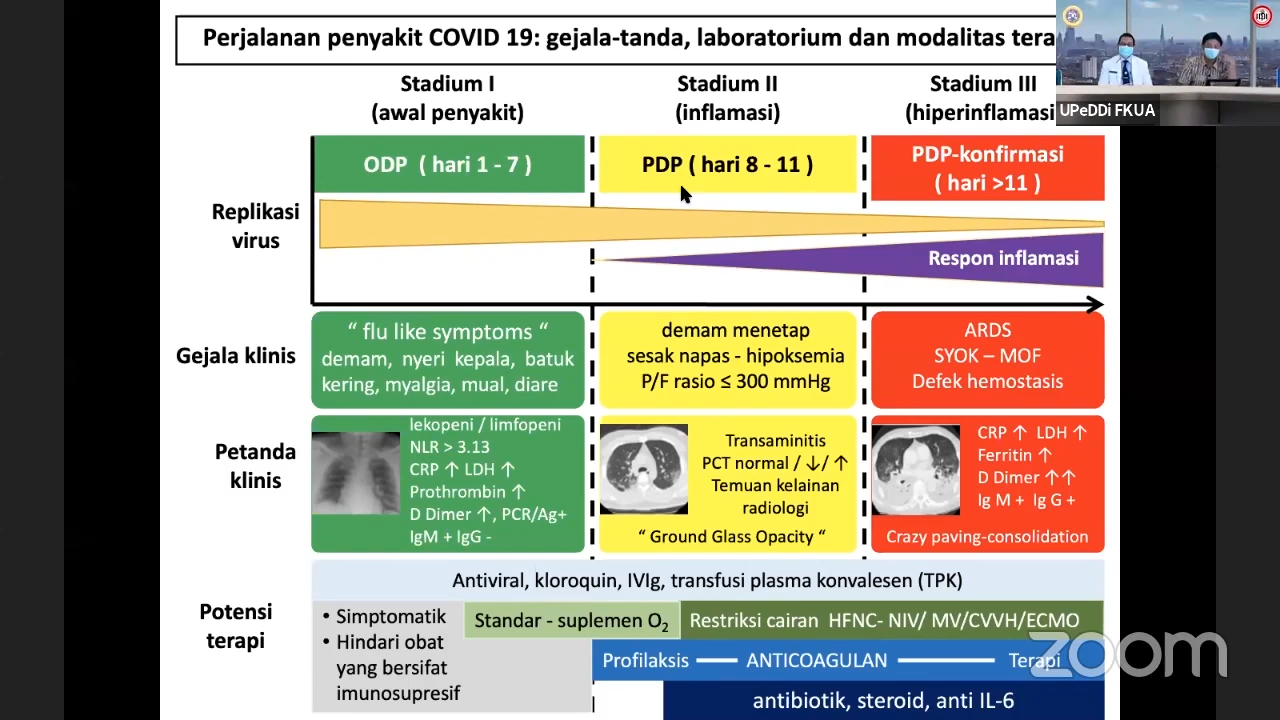 Perjalanan penyakit COVID 19: gejala-tanda, laboratorium dan modalitas tera
UPeDDi FKUA
Stadium I
(awal penyakit)
Stadium II
(inflamasi)
Stadium III
(hiperinflamasi
ODP ( hari 1 - 7 )
PDP ( hari 8 - 11 )
PDP-konfirmasi
( hari >11 )
Replikasi
virus
Respon inflamasi
Gejala klinis
“ flu like symptoms “
demam, nyeri kepala, batuk
kering, myalgia, mual, diare
demam menetap
sesak napas - hipoksemia
P/F rasio ≤ 300 mmHg
ARDS
SYOK – MOF
Defek hemostasis
Petanda
klinis
lekopeni / limfopeni
NLR > 3.13
CRP ↑ LDH ↑
Prothrombin ↑
D Dimer ↑, PCR/Ag+
IgM + IgG -
Transaminitis
PCT normal / ↓/ ↑
Temuan kelainan
radiologi
“ Ground Glass Opacity “
CRP ↑ LDH ↑
Ferritin ↑
D Dimer ↑↑
Ig M + Ig G +
Crazy paving-consolidation
Potensi
terapi
Antiviral, kloroquin, IVIg, transfusi plasma konvalesen (TPK)
• Simptomatik
• Hindari obat
yang bersifat
imunosupresif
Standar - suplemen O₂
Restriksi cairan HFNC- NIV/ MV/CVVH/ECMO
Profilaksis — ANTICOAGULAN — Terapi
antibiotik, steroid, anti IL-6
zoom